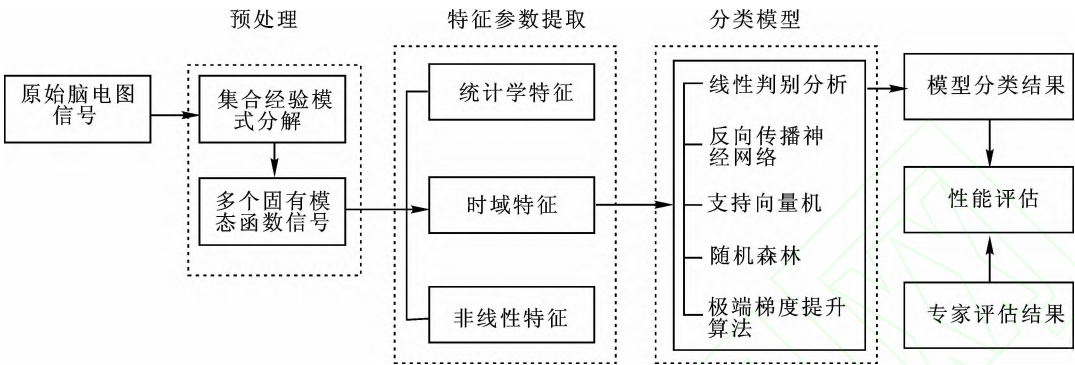 预处理
特征参数提取
分类模型
原始脑电图
信号
集合经验模
式分解
多个固有模
态函数信号
统计学特征
时域特征
非线性特征
线性判别分析
反向传播神
经网络
支持向量机
随机森林
极端梯度提升
算法
模型分类结果
性能评估
专家评估结果